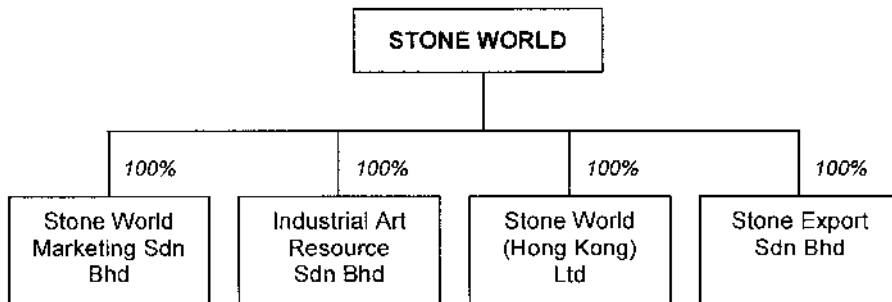 STONE WORLD
100%
100%
100%
100%
Stone World
Marketing Sdn
Bhd
Industrial Art
Resource
Sdn Bhd
Stone World
(Hong Kong)
Ltd
Stone Export
Sdn Bhd